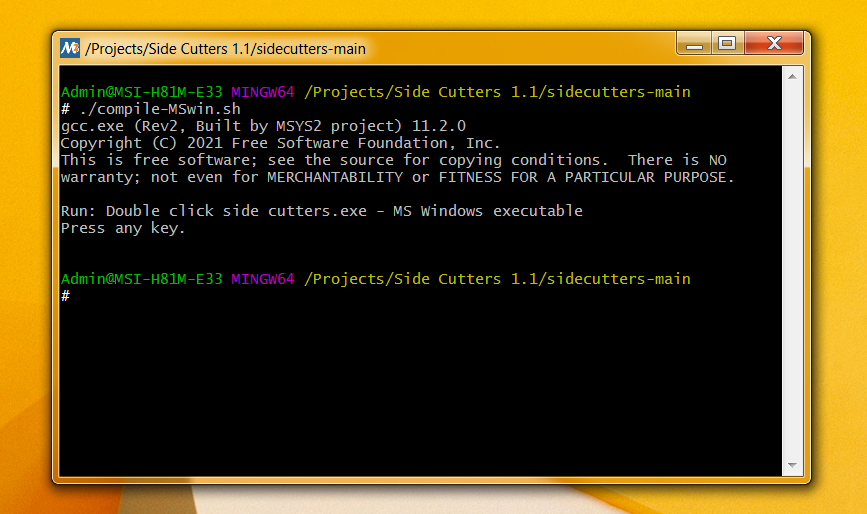 /Projects/Side Cutters 1.1/sidecutters-main
Admin@MSI-H81M-E33 MINGW64 /Projects/Side Cutters 1.1/sidecutters-main
# ./compile-MSwin.sh
gcc.exe (Rev2, Built by MSYS2 project) 11.2.0
Copyright (C) 2021 Free Software Foundation, Inc.
This is free software; see the source for copying conditions.  There is NO
warranty; not even for MERCHANTABILITY or FITNESS FOR A PARTICULAR PURPOSE.
Run: Double click side cutters.exe - MS Windows executable
Press any key.
Admin@MSI-H81M-E33 MINGW64 /Projects/Side Cutters 1.1/sidecutters-main
#